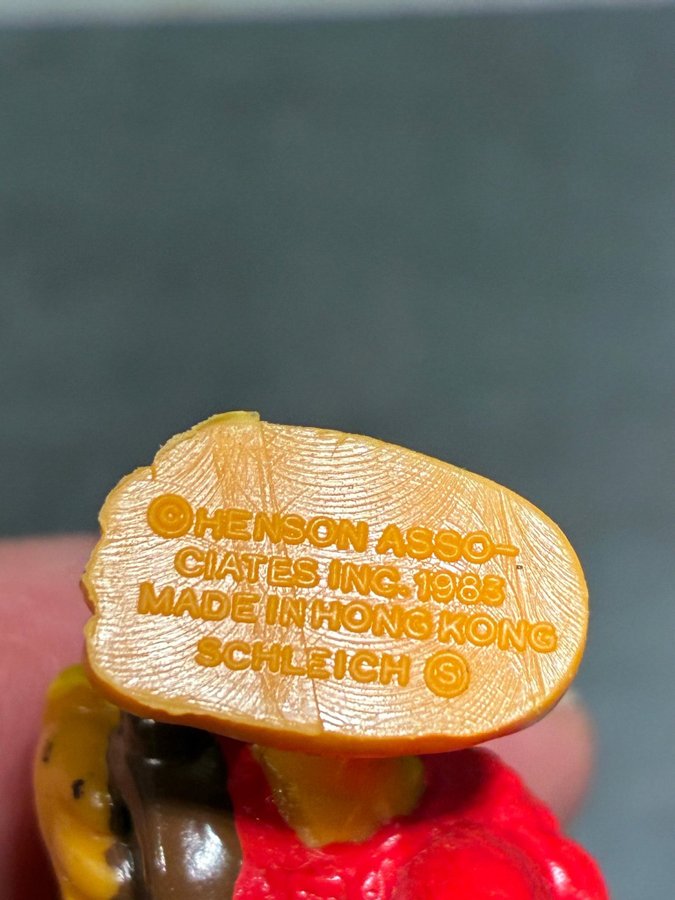 ©HENSON ASSO-
CIATES INC. 1983
MADE IN HONG KONG
SCHLEICH Ⓢ